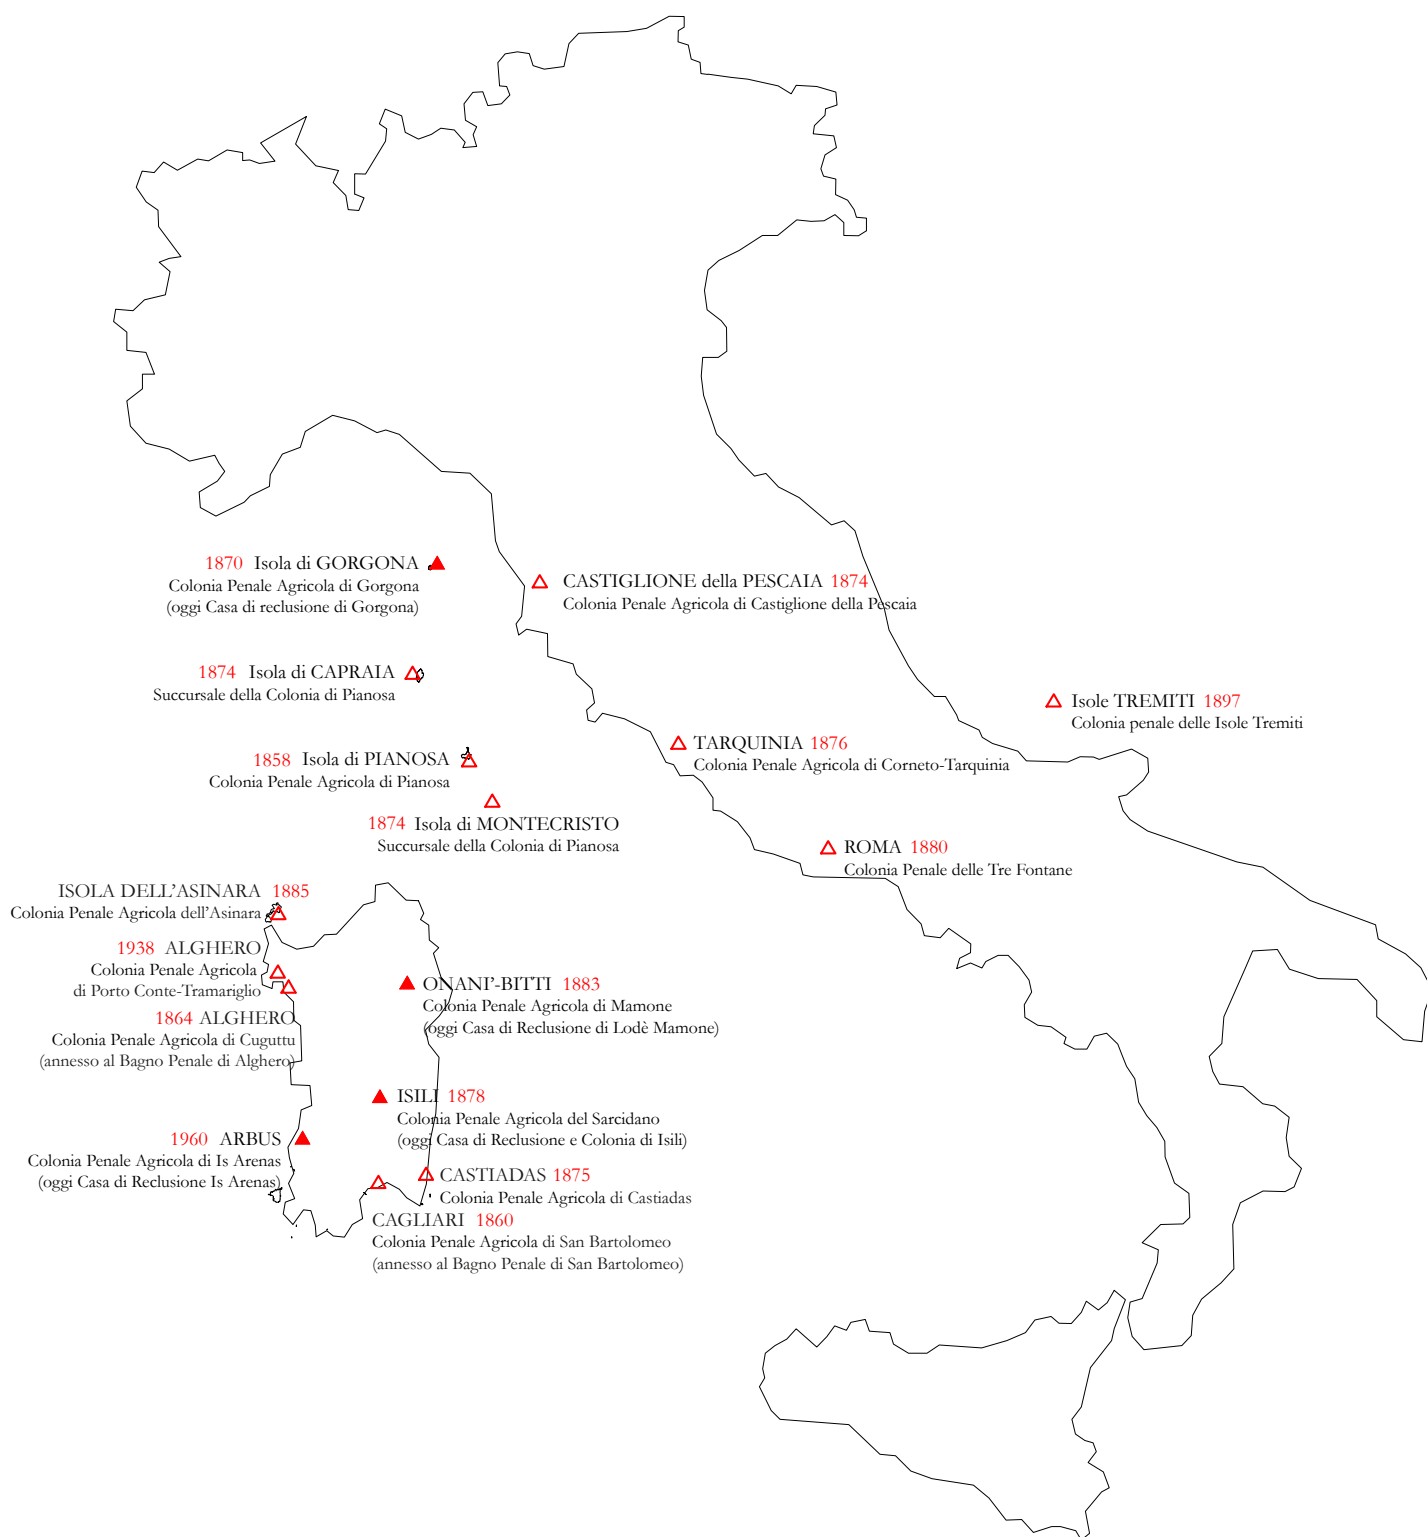 1870 Isola di GORGONA
Colonia Penale Agricola di Gorgona
(oggi Casa di reclusione di Gorgona)
CASTIGLIONE della PESCAIA 1874
Colonia Penale Agricola di Castiglione della Pescaia
1874 Isola di CAPRAIA
Succursale della Colonia di Pianosa
Isole TREMITI 1897
Colonia penale delle Isole Tremiti
1858 Isola di PIANOSA
Colonia Penale Agricola di Pianosa
TARQUINIA 1876
Colonia Penale Agricola di Corneto-Tarquinia
1874 Isola di MONTECRISTO
Succursale della Colonia di Pianosa
ROMA 1880
Colonia Penale delle Tre Fontane
ISOLA DELL'ASINARA 1885
Colonia Penale Agricola dell'Asinara
1938 ALGHERO
Colonia Penale Agricola
di Porto Conte-Tramariglio
1864 ALGHERO
Colonia Penale Agricola di Cuguttu
(annesso al Bagno Penale di Alghero)
ONANI'-BITTI 1883
Colonia Penale Agricola di Mamone
(oggi Casa di Reclusione di Lodè Mamone)
ISILI 1878
Colonia Penale Agricola del Sarcidano
(oggi Casa di Reclusione e Colonia di Isili)
1960 ARBUS
Colonia Penale Agricola di Is Arenas
(oggi Casa di Reclusione Is Arenas)
CASTIADAS 1875
Colonia Penale Agricola di Castiadas
CAGLIARI 1860
Colonia Penale Agricola di San Bartolomeo
(annesso al Bagno Penale di San Bartolomeo)